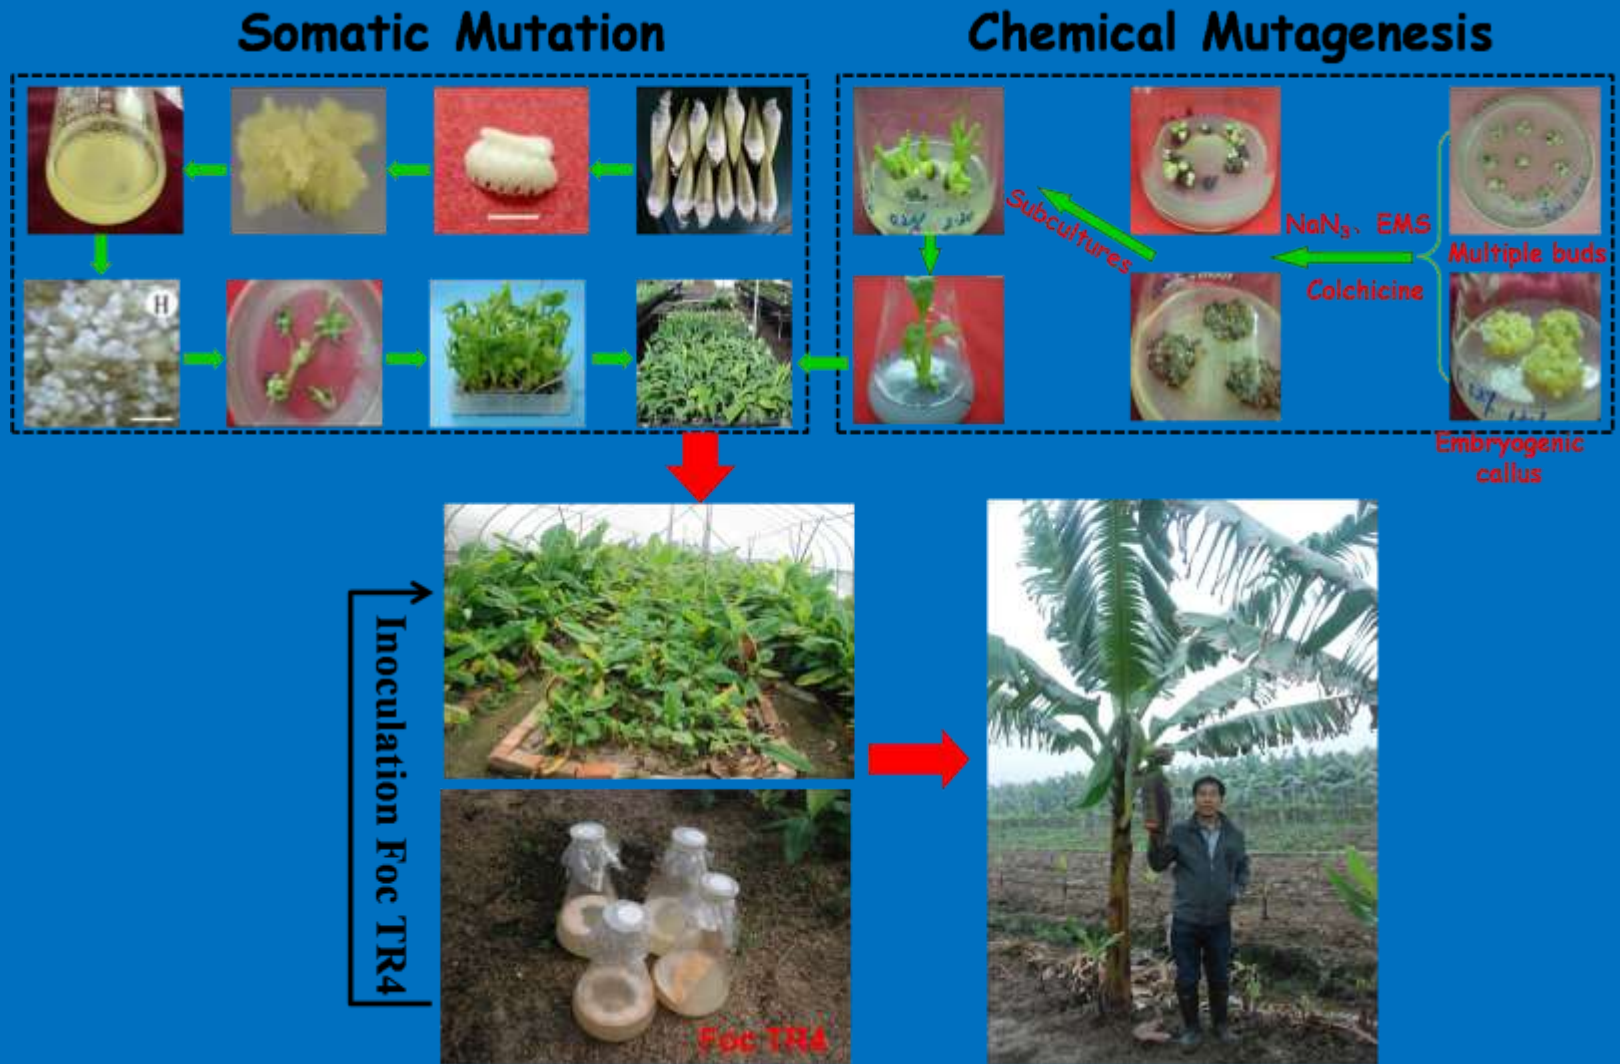 Somatic Mutation
Chemical Mutagenesis
H
Subcultures
NaN₃、EMS
Colchicine
Multiple buds
Embryogenic
callus
Inoculation Foc TR4
Foc TR4